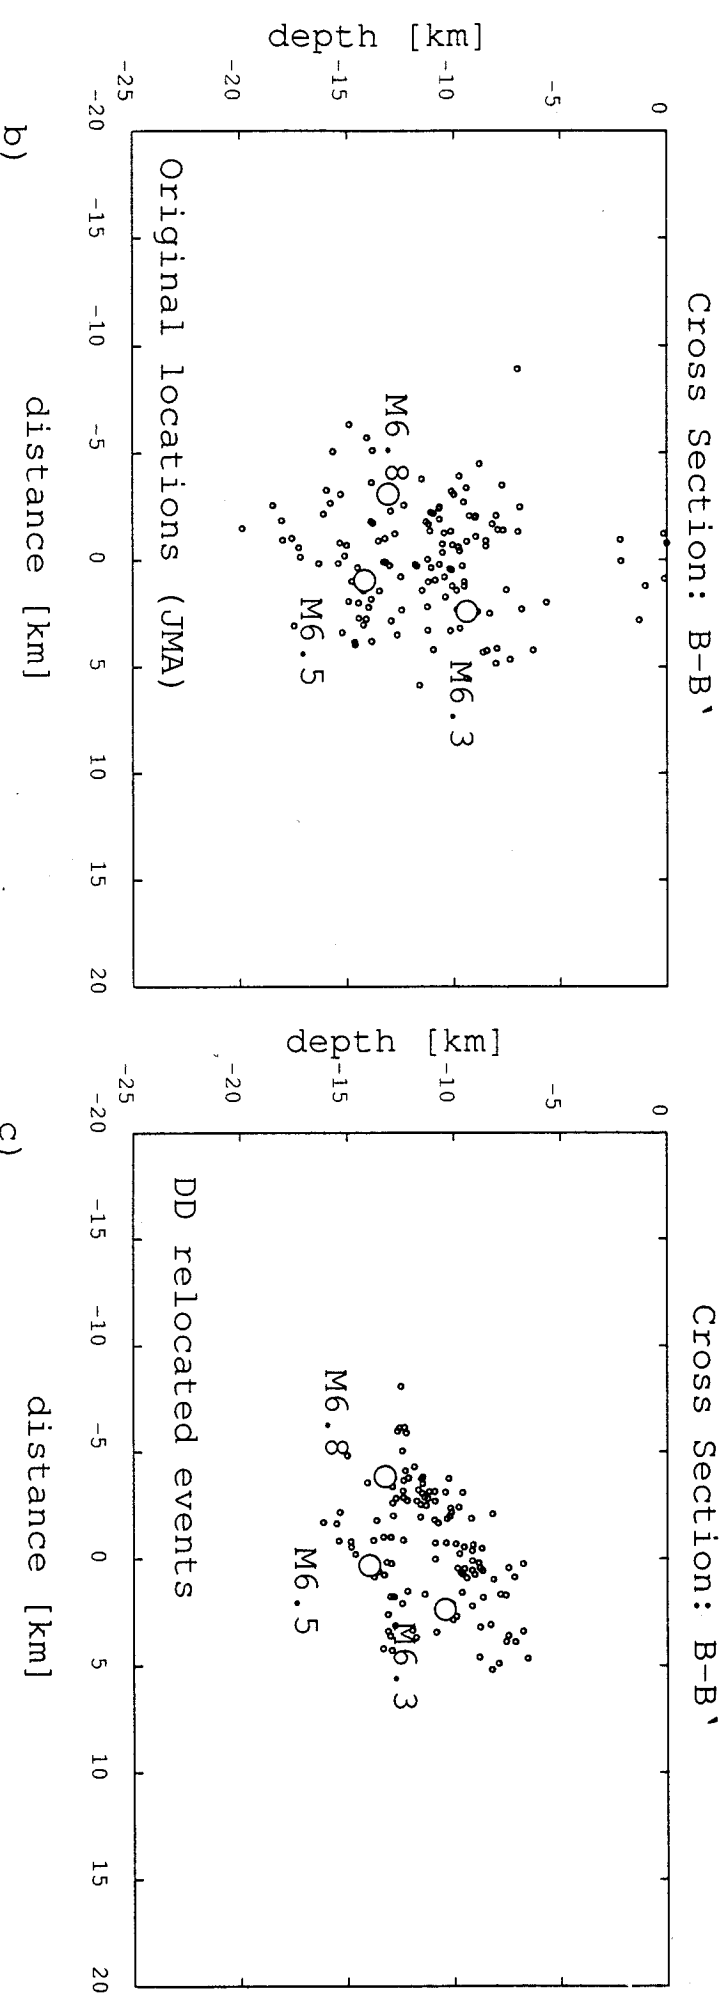 Cross Section: B-B`
depth [km]
0
-5
-10
-15
-20
-25
M6.8
M6.3
M6.5
Original locations (JMA)
-20 -15 -10 -5 0 5 10 15 20
distance [km]
b)
Cross Section: B-B`
depth [km]
0
-5
-10
-15
-20
-25
M6.3
M6.8
M6.5
DD relocated events
-20 -15 -10 -5 0 5 10 15 20
distance [km]
c)